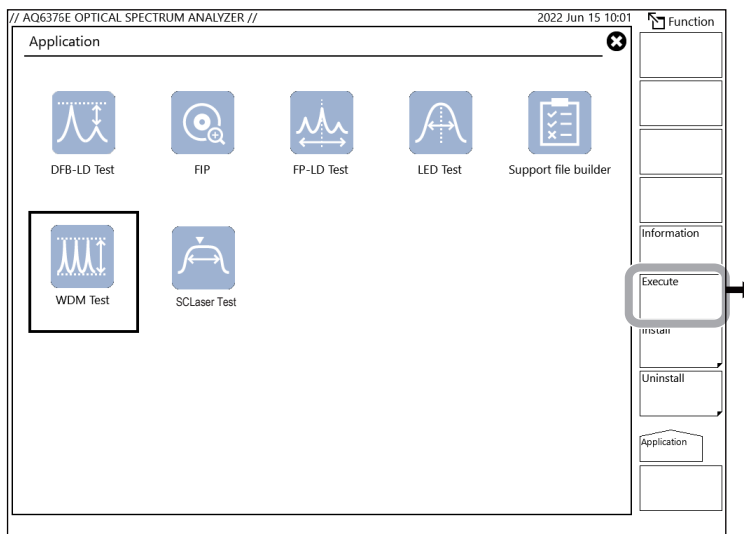 // AQ6376E OPTICAL SPECTRUM ANALYZER // 2022 Jun 15 10:01
Function
Application
DFB-LD Test FIP FP-LD Test LED Test Support file builder
WDM Test SCLaser Test
Information
Execute
Install
Uninstall
Application